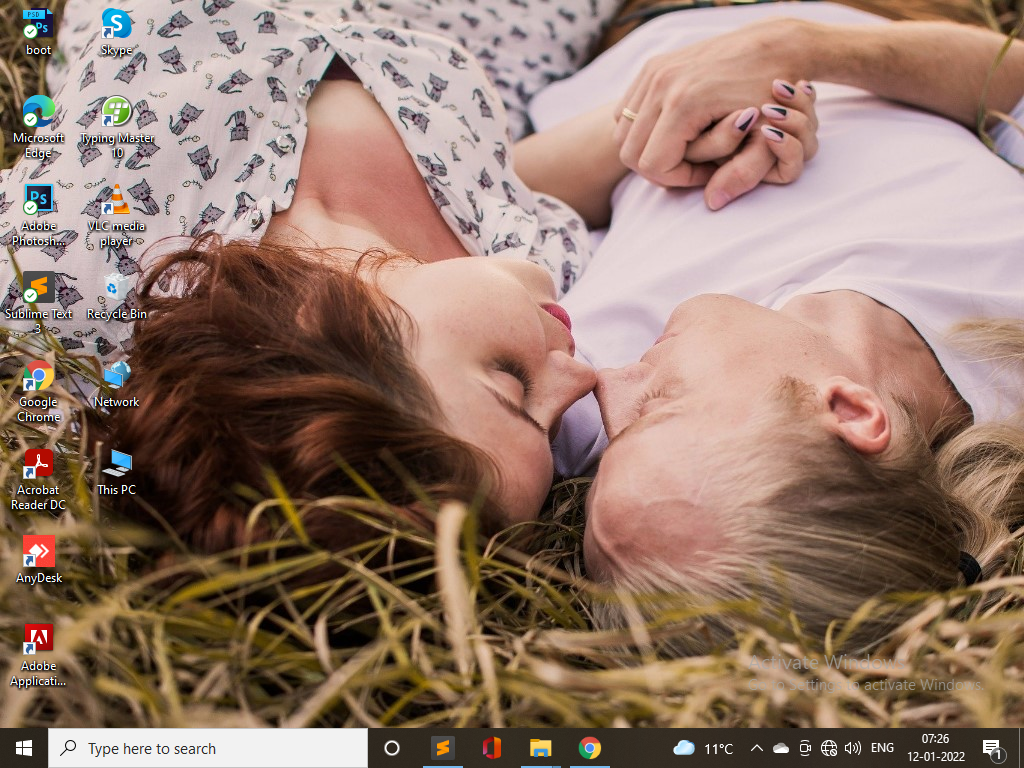 boot
Skype
Microsoft
Edge
Typing Master
10
Adobe
Photosh...
VLC media
player
Sublime Text
3
Recycle Bin
Google
Chrome
Network
Acrobat
Reader DC
This PC
AnyDesk
Adobe
Applicati...
Activate Windows
Go to Settings to activate Windows.
Type here to search
11°C
ENG
07:26
12-01-2022
1